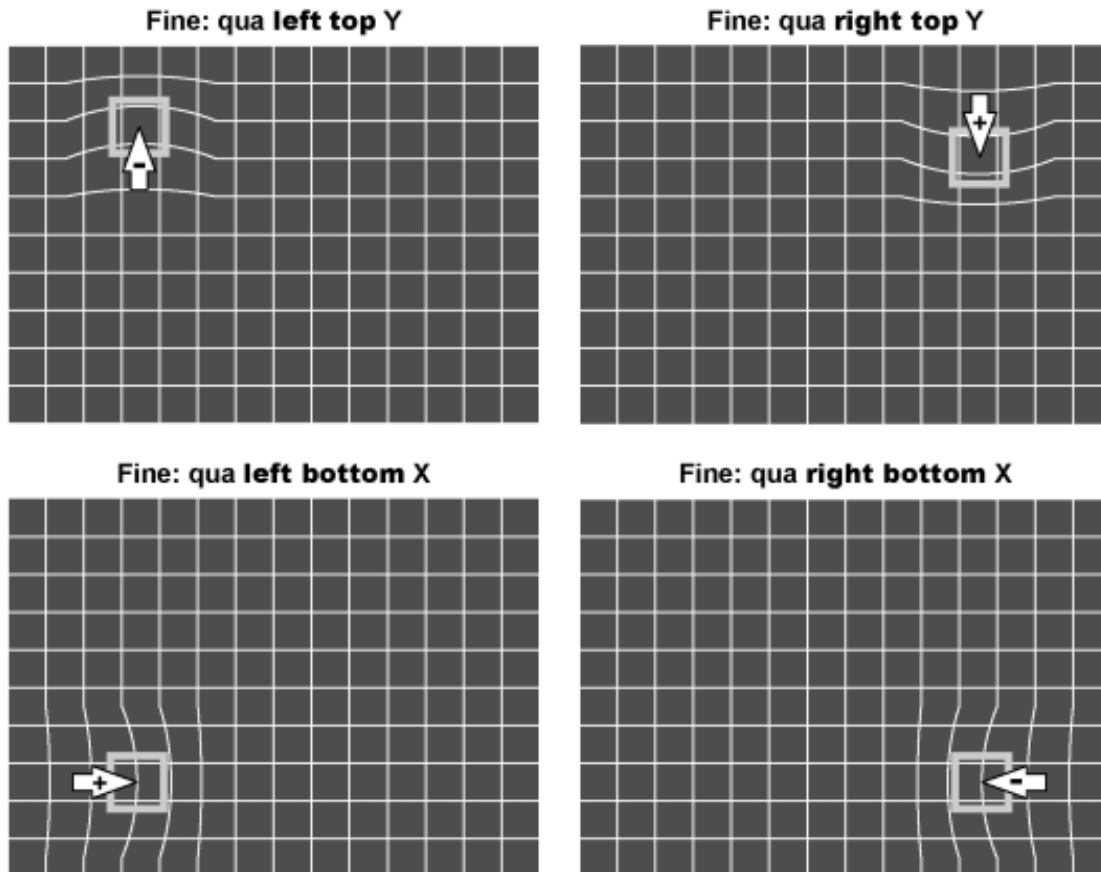 Fine: qua left top Y
Fine: qua right top Y
-
+
Fine: qua left bottom X
Fine: qua right bottom X
+
-